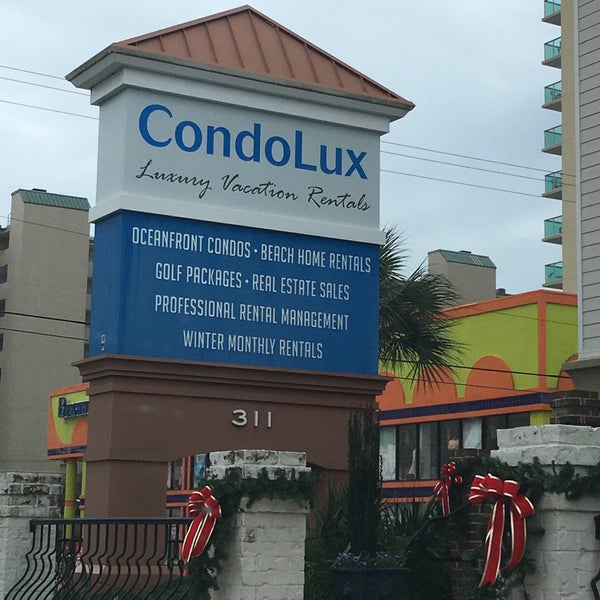 CondoLux
Luxury Vacation Rentals
OCEANFRONT CONDOS • BEACH HOME RENTALS
GOLF PACKAGES • REAL ESTATE SALES
PROFESSIONAL RENTAL MANAGEMENT
WINTER MONTHLY RENTALS
311